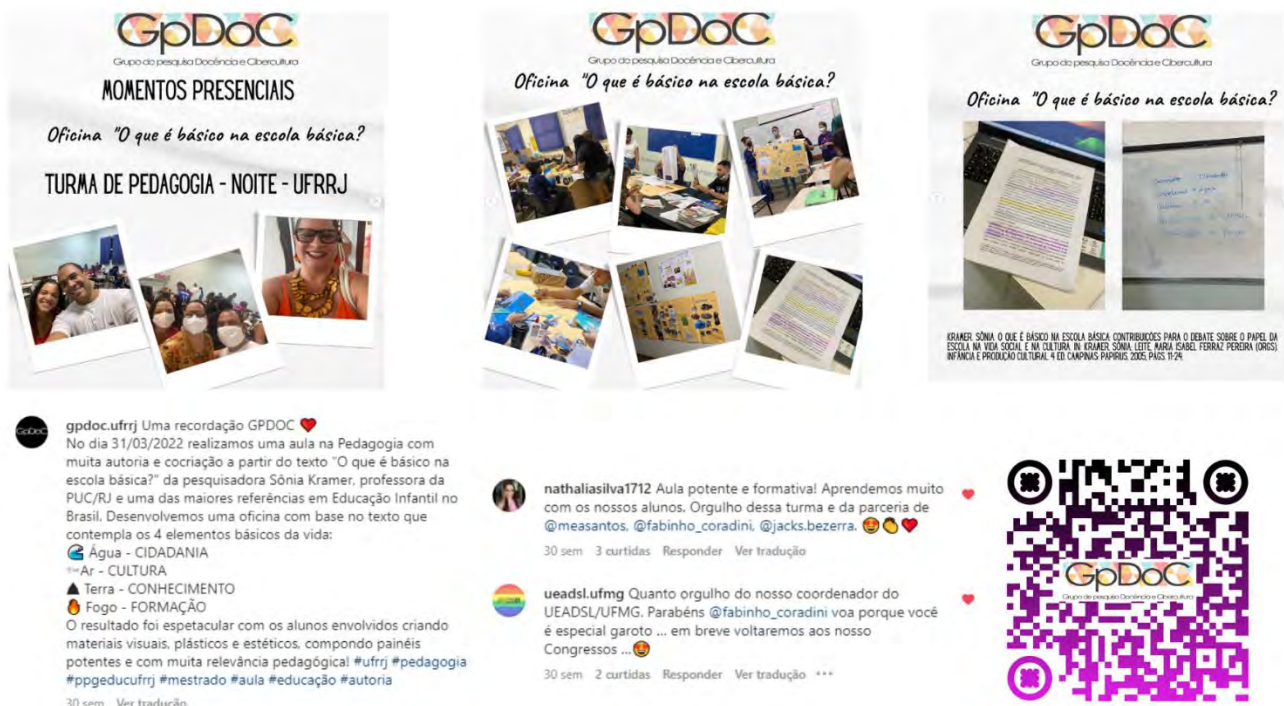 GpDoC
Grupo de pesquisa Docência e Cibercultura
MOMENTOS PRESENCIAIS
Oficina "O que é básico na escola básica?
TURMA DE PEDAGOGIA - NOITE - UFRRJ
GpDoC
Grupo de pesquisa Docência e Cibercultura
Oficina "O que é básico na escola básica?
GpDoC
Grupo de pesquisa Docência e Cibercultura
Oficina "O que é básico na escola básica?
KRAMER, SÔNIA. O QUE É BÁSICO NA ESCOLA BÁSICA CONTRIBUIÇÕES PARA O DEBATE SOBRE O PAPEL DA
ESCOLA NA VIDA SOCIAL E NA CULTURA. IN KRAMER, SÔNIA; LEITE, MARIA ISABEL FERRAZ PEREIRA (ORGS)
INFÂNCIA E PRODUÇÃO CULTURAL. 4 ED. CAMPINAS PAPIRUS, 2005, PÁGS. 11-24.
GpDoC
gpdoc.ufrrj Uma recordação GPDOC ❤️
No dia 31/03/2022 realizamos uma aula na Pedagogia com
muita autoria e cocriação a partir do texto "O que é básico na
escola básica?" da pesquisadora Sônia Kramer, professora da
PUC/RJ e uma das maiores referências em Educação Infantil no
Brasil. Desenvolvemos uma oficina com base no texto que
contempla os 4 elementos básicos da vida:
🌊 Água - CIDADANIA
Ar - CULTURA
▲ Terra - CONHECIMENTO
🔥 Fogo - FORMAÇÃO
O resultado foi espetacular com os alunos envolvidos criando
materiais visuais, plásticos e estéticos, compondo painéis
potentes e com muita relevância pedagógica! #ufrrj #pedagogia
#ppgeducufrrj #mestrado #aula #educação #autoria
30 sem Ver tradução
nathaliasilva1712 Aula potente e formativa! Aprendemos muito
com os nossos alunos. Orgulho dessa turma e da parceria de
@measantos, @fabinho_coradini, @jacks.bezerra. 😍👏❤️
30 sem 3 curtidas Responder Ver tradução
ueadsl.ufmg Quanto orgulho do nosso coordenador do
UEADSL/UFMG. Parabéns @fabinho_coradini voa porque você
é especial garoto ... em breve voltaremos aos nosso
Congressos ...😍
30 sem 2 curtidas Responder Ver tradução •••
GpDoC
Grupo de pesquisa Docência e Cibercultura